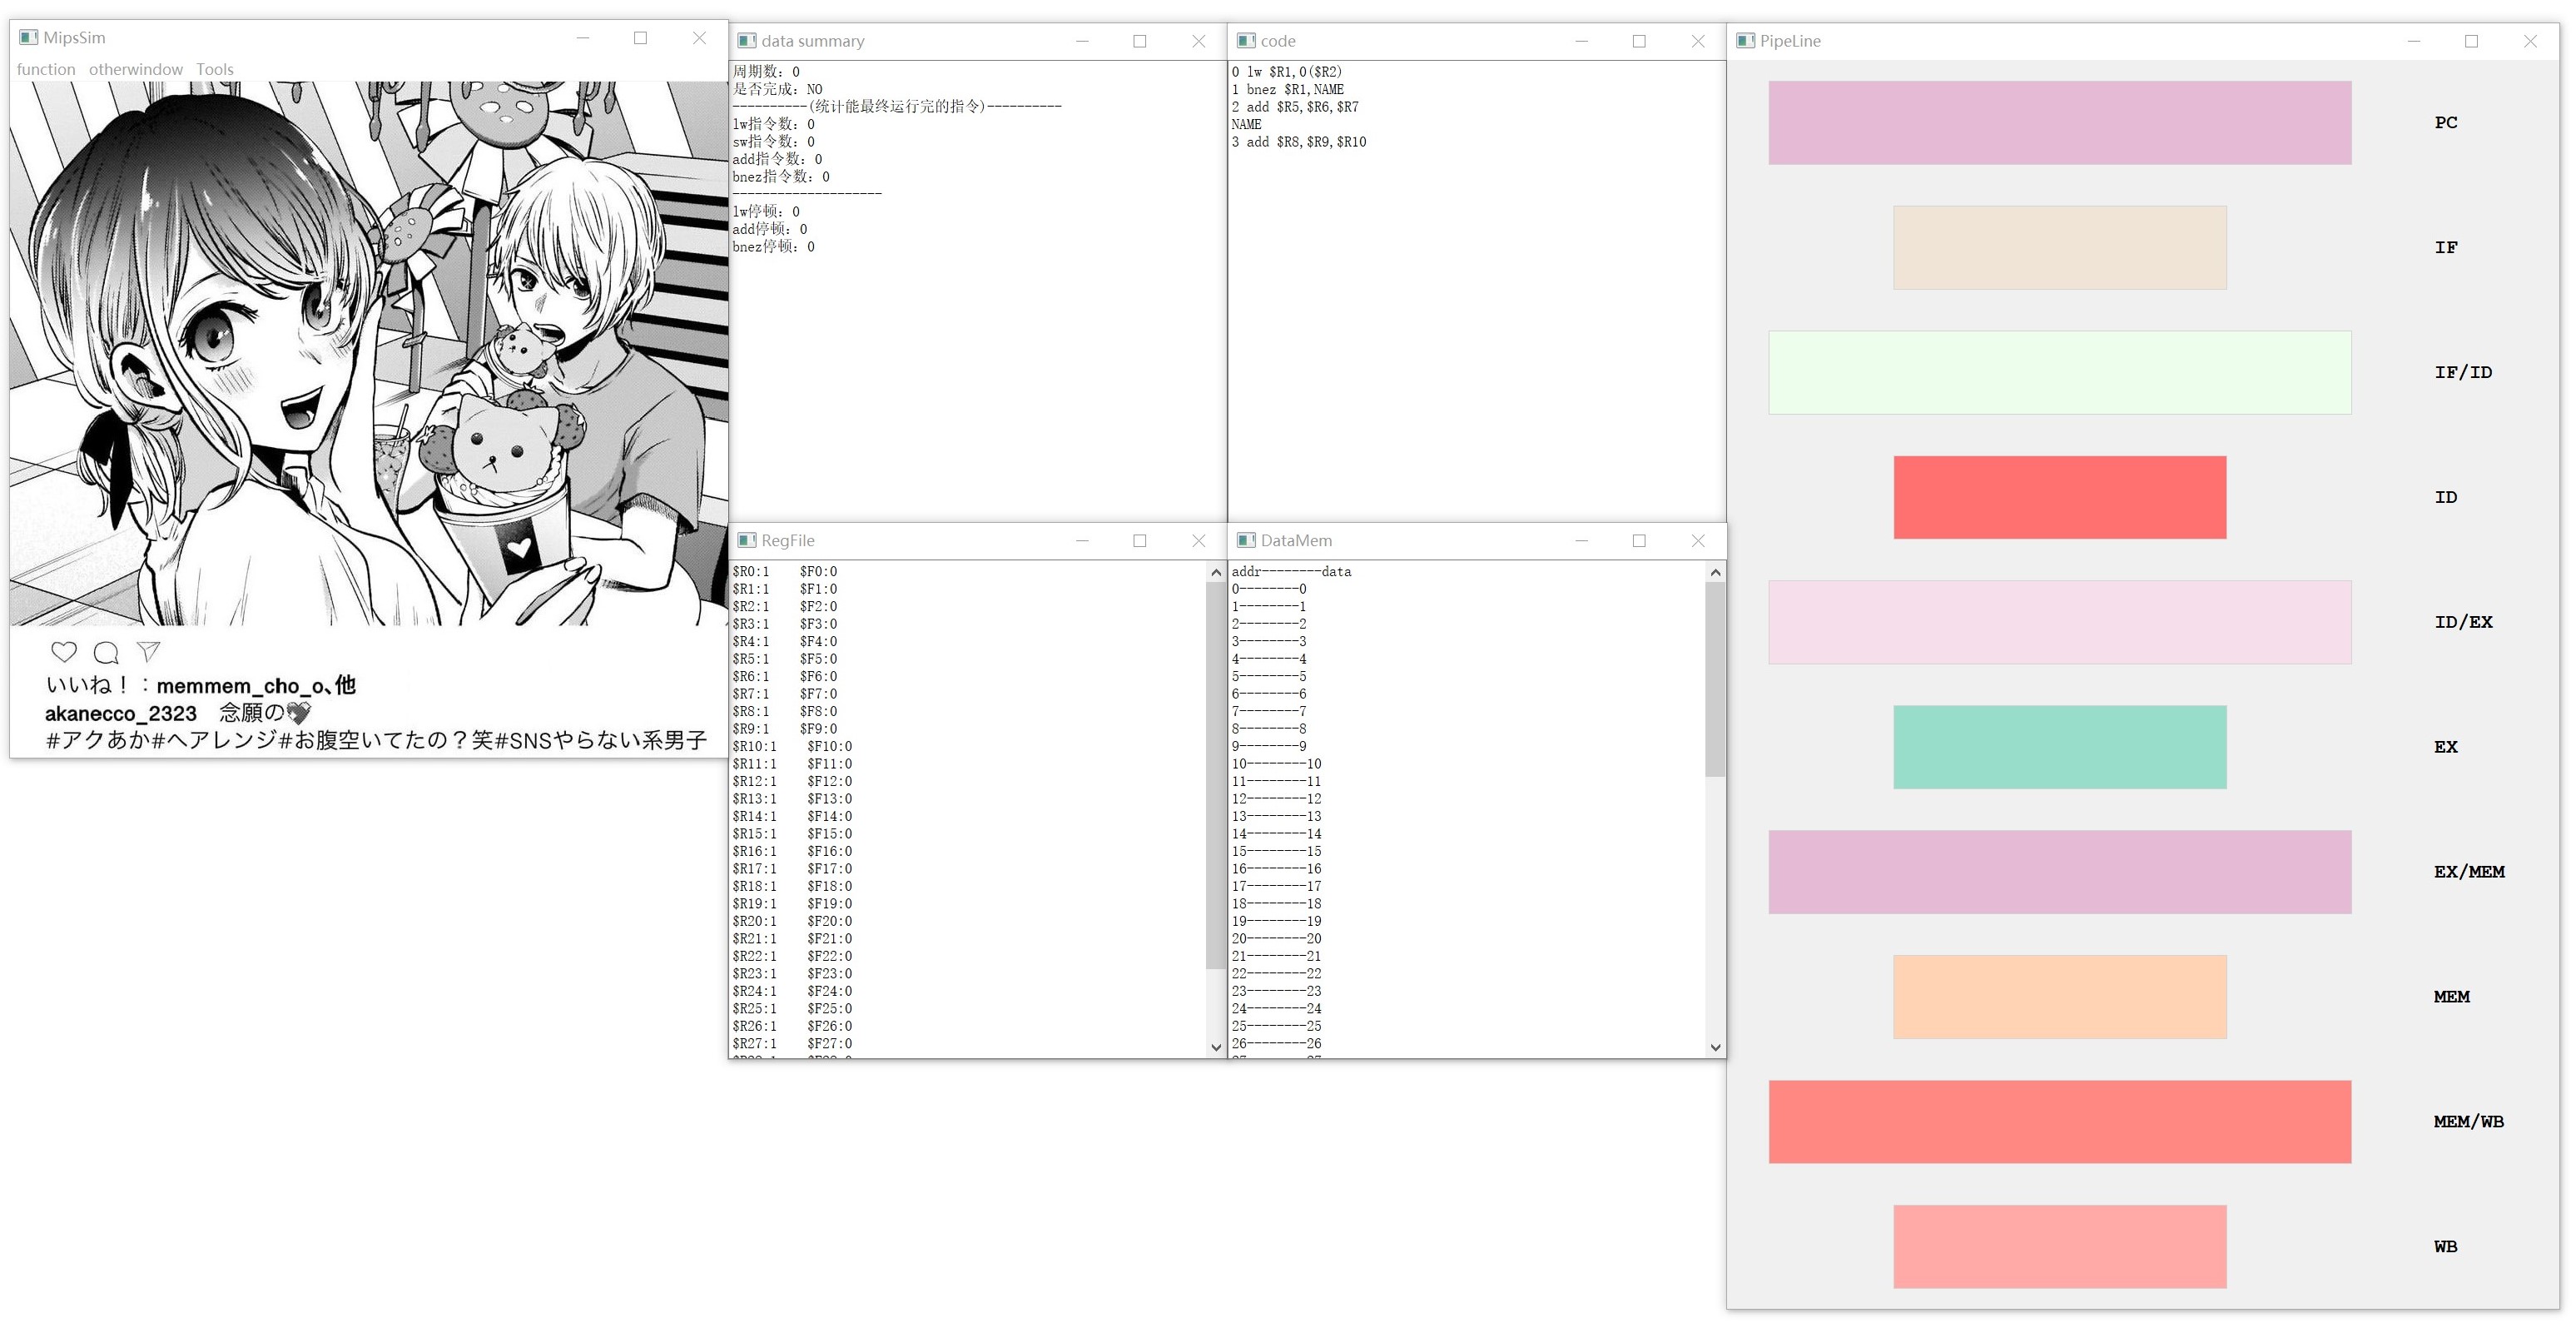 MipsSim
function otherwindow Tools
いいね！：memmem_cho_o､他
akanecco_2323 念願の💖
#アクあか#ヘアレンジ#お腹空いてたの？笑#SNSやらない系男子
data summary
周期数：0
是否完成：NO
----------(统计能最终运行完的指令)----------
lw指令数：0
sw指令数：0
add指令数：0
bnez指令数：0
--------------------
lw停顿：0
add停顿：0
bnez停顿：0
code
0 lw $R1,0($R2)
1 bnez $R1,NAME
2 add $R5,$R6,$R7
NAME
3 add $R8,$R9,$R10
RegFile
$R0:1 $F0:0
$R1:1 $F1:0
$R2:1 $F2:0
$R3:1 $F3:0
$R4:1 $F4:0
$R5:1 $F5:0
$R6:1 $F6:0
$R7:1 $F7:0
$R8:1 $F8:0
$R9:1 $F9:0
$R10:1 $F10:0
$R11:1 $F11:0
$R12:1 $F12:0
$R13:1 $F13:0
$R14:1 $F14:0
$R15:1 $F15:0
$R16:1 $F16:0
$R17:1 $F17:0
$R18:1 $F18:0
$R19:1 $F19:0
$R20:1 $F20:0
$R21:1 $F21:0
$R22:1 $F22:0
$R23:1 $F23:0
$R24:1 $F24:0
$R25:1 $F25:0
$R26:1 $F26:0
$R27:1 $F27:0
DataMem
addr--------data
0--------0
1--------1
2--------2
3--------3
4--------4
5--------5
6--------6
7--------7
8--------8
9--------9
10--------10
11--------11
12--------12
13--------13
14--------14
15--------15
16--------16
17--------17
18--------18
19--------19
20--------20
21--------21
22--------22
23--------23
24--------24
25--------25
26--------26
PipeLine
PC
IF
IF/ID
ID
ID/EX
EX
EX/MEM
MEM
MEM/WB
WB